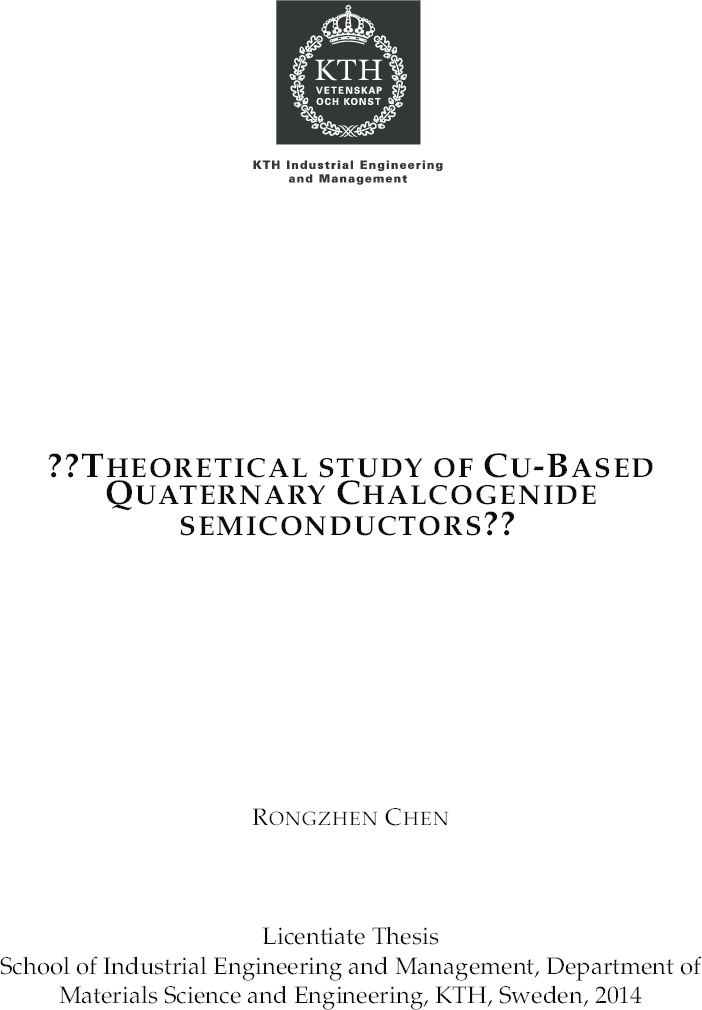 KTH
VETENSKAP
OCH KONST
KTH Industrial Engineering
and Management
??THEORETICAL STUDY OF CU-BASED
QUATERNARY CHALCOGENIDE
SEMICONDUCTORS??
RONGZHEN CHEN
Licentiate Thesis
School of Industrial Engineering and Management, Department of
Materials Science and Engineering, KTH, Sweden, 2014